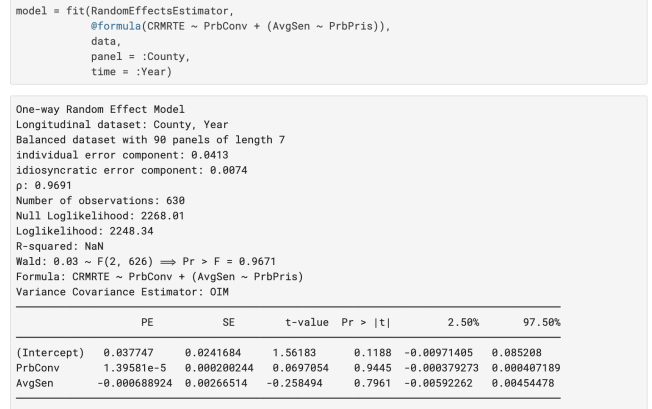 model = fit(RandomEffectsEstimator,
@formula(CRMRTE ~ PrbConv + (AvgSen ~ PrbPris)),
data,
panel = :County,
time = :Year)
One-way Random Effect Model
Longitudinal dataset: County, Year
Balanced dataset with 90 panels of length 7
individual error component: 0.0413
idiosyncratic error component: 0.0074
ρ: 0.9691
Number of observations: 630
Null Loglikelihood: 2268.01
Loglikelihood: 2248.34
R-squared: NaN
Wald: 0.03 ~ F(2, 626) ⟹ Pr > F = 0.9671
Formula: CRMRTE ~ PrbConv + (AvgSen ~ PrbPris)
Variance Covariance Estimator: OIM
PE SE t-value Pr > |t| 2.50% 97.50%
(Intercept) 0.037747 0.0241684 1.56183 0.1188 -0.00971405 0.085208
PrbConv 1.39581e-5 0.000200244 0.0697054 0.9445 -0.000379273 0.000407189
AvgSen -0.000688924 0.00266514 -0.258494 0.7961 -0.00592262 0.00454478